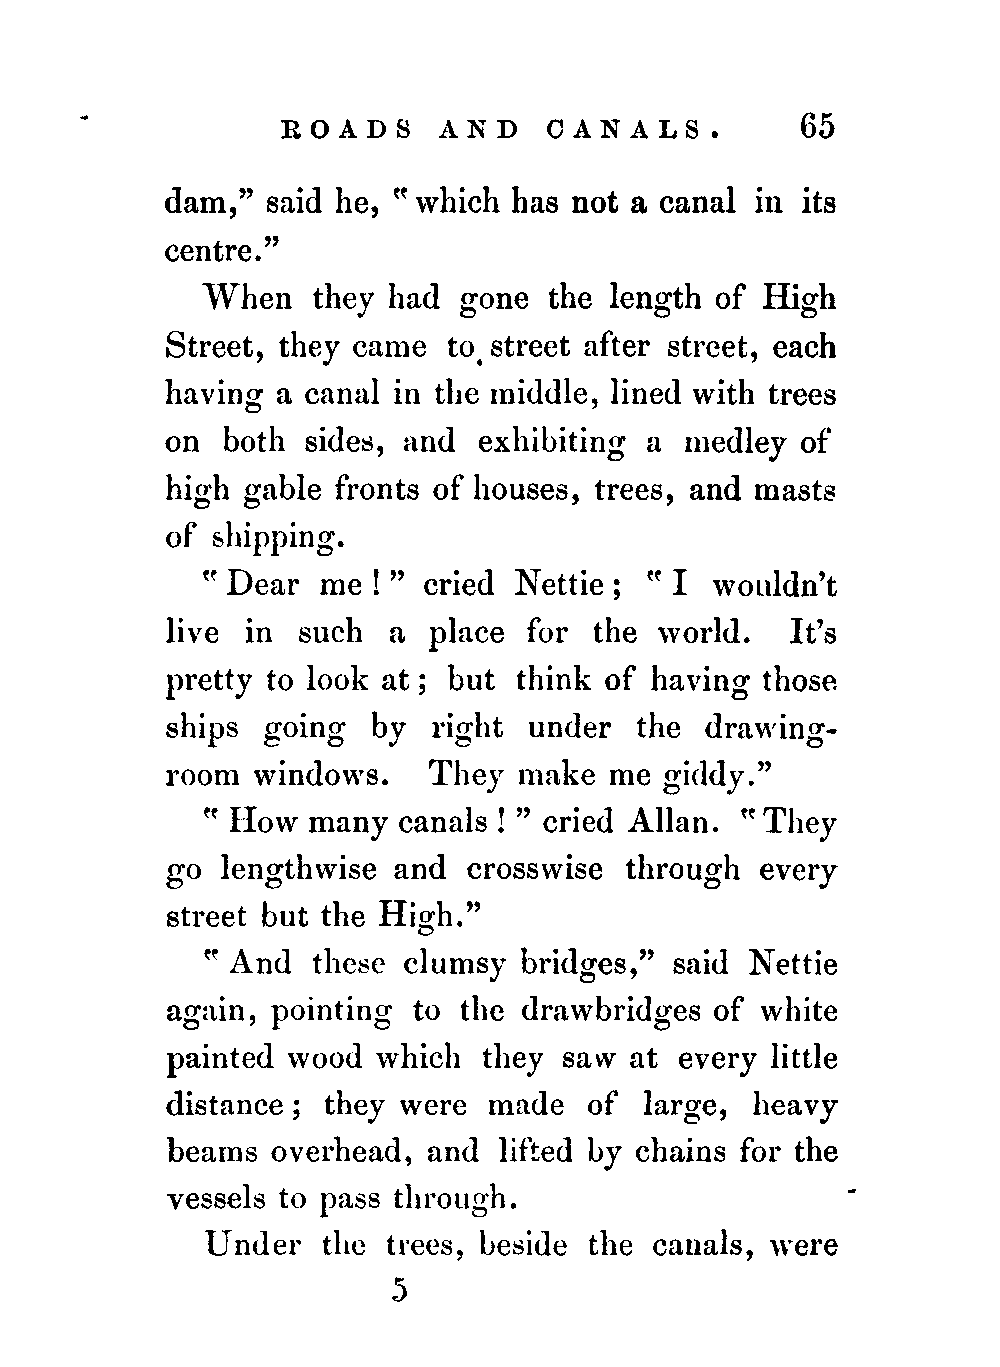 ROADS AND CANALS. 65
dam,” said he, “which has not a canal in its
centre.”
When they had gone the length of High
Street, they came to street after street, each
having a canal in the middle, lined with trees
on both sides, and exhibiting a medley of
high gable fronts of houses, trees, and masts
of shipping.
“Dear me!” cried Nettie; “I wouldn’t
live in such a place for the world. It’s
pretty to look at; but think of having those
ships going by right under the drawing-
room windows. They make me giddy.”
“How many canals!” cried Allan. “They
go lengthwise and crosswise through every
street but the High.”
“And these clumsy bridges,” said Nettie
again, pointing to the drawbridges of white
painted wood which they saw at every little
distance; they were made of large, heavy
beams overhead, and lifted by chains for the
vessels to pass through.
Under the trees, beside the canals, were
5